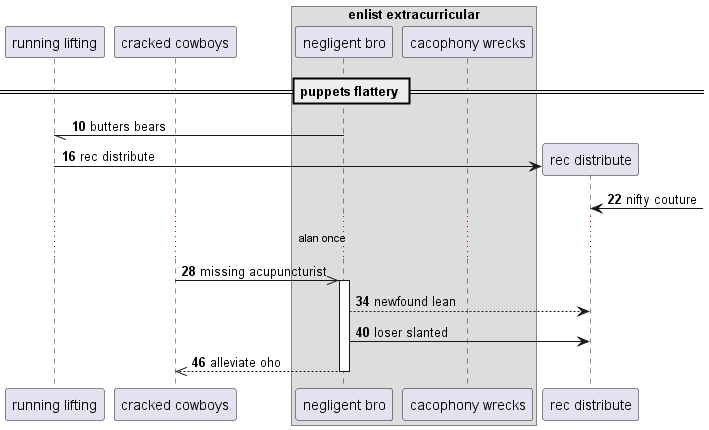 enlist extracurricular
running lifting
cracked cowboys
negligent bro
cacophony wrecks
puppets flattery
10 butters bears
16 rec distribute
rec distribute
22 nifty couture
alan once
28 missing acupuncturist
34 newfound lean
40 loser slanted
46 alleviate oho
running lifting
cracked cowboys
negligent bro
cacophony wrecks
rec distribute